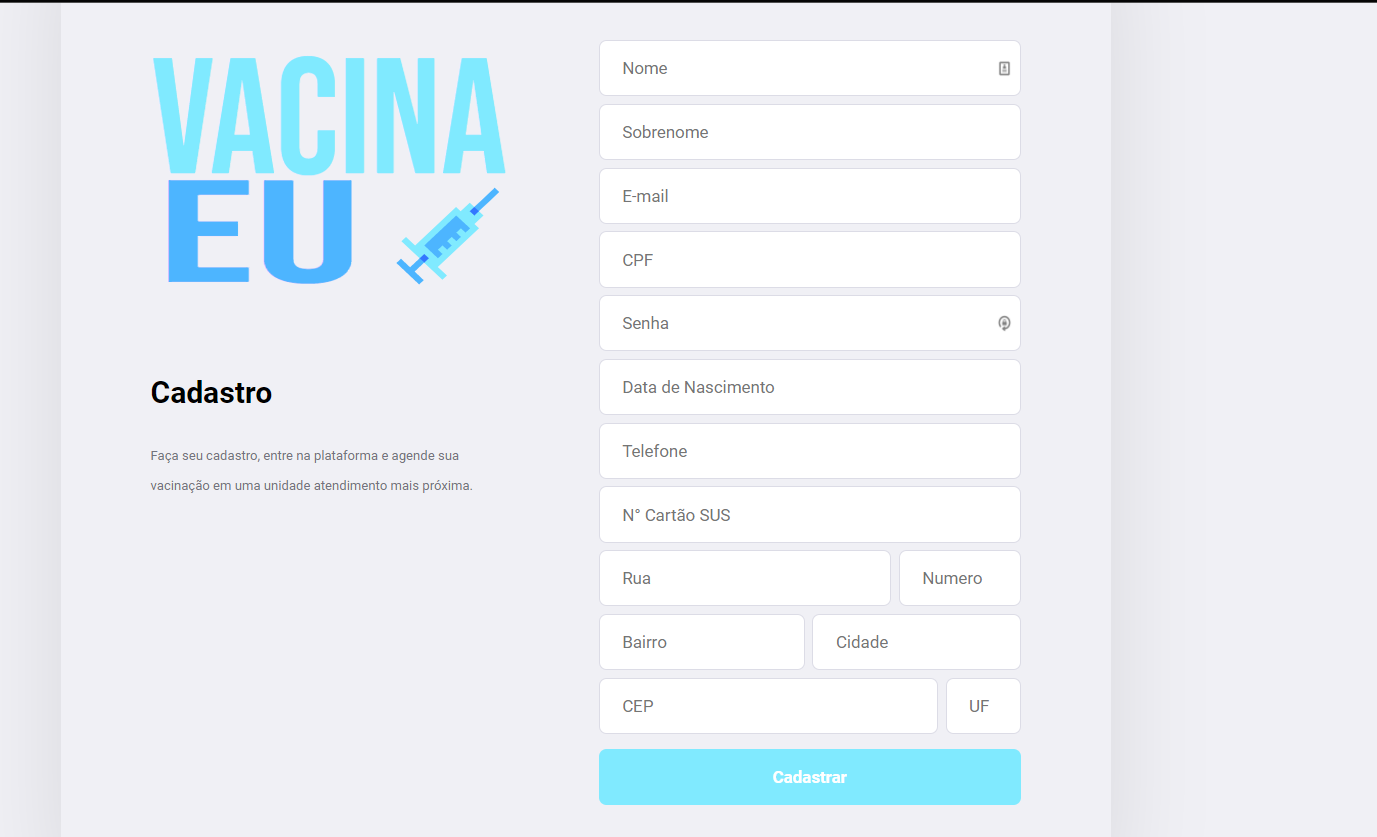 VACINA
EU
Cadastro
Faça seu cadastro, entre na plataforma e agende sua
vacinação em uma unidade atendimento mais próxima.
Nome
Sobrenome
E-mail
CPF
Senha
Data de Nascimento
Telefone
N° Cartão SUS
Rua Numero
Bairro Cidade
CEP UF
Cadastrar